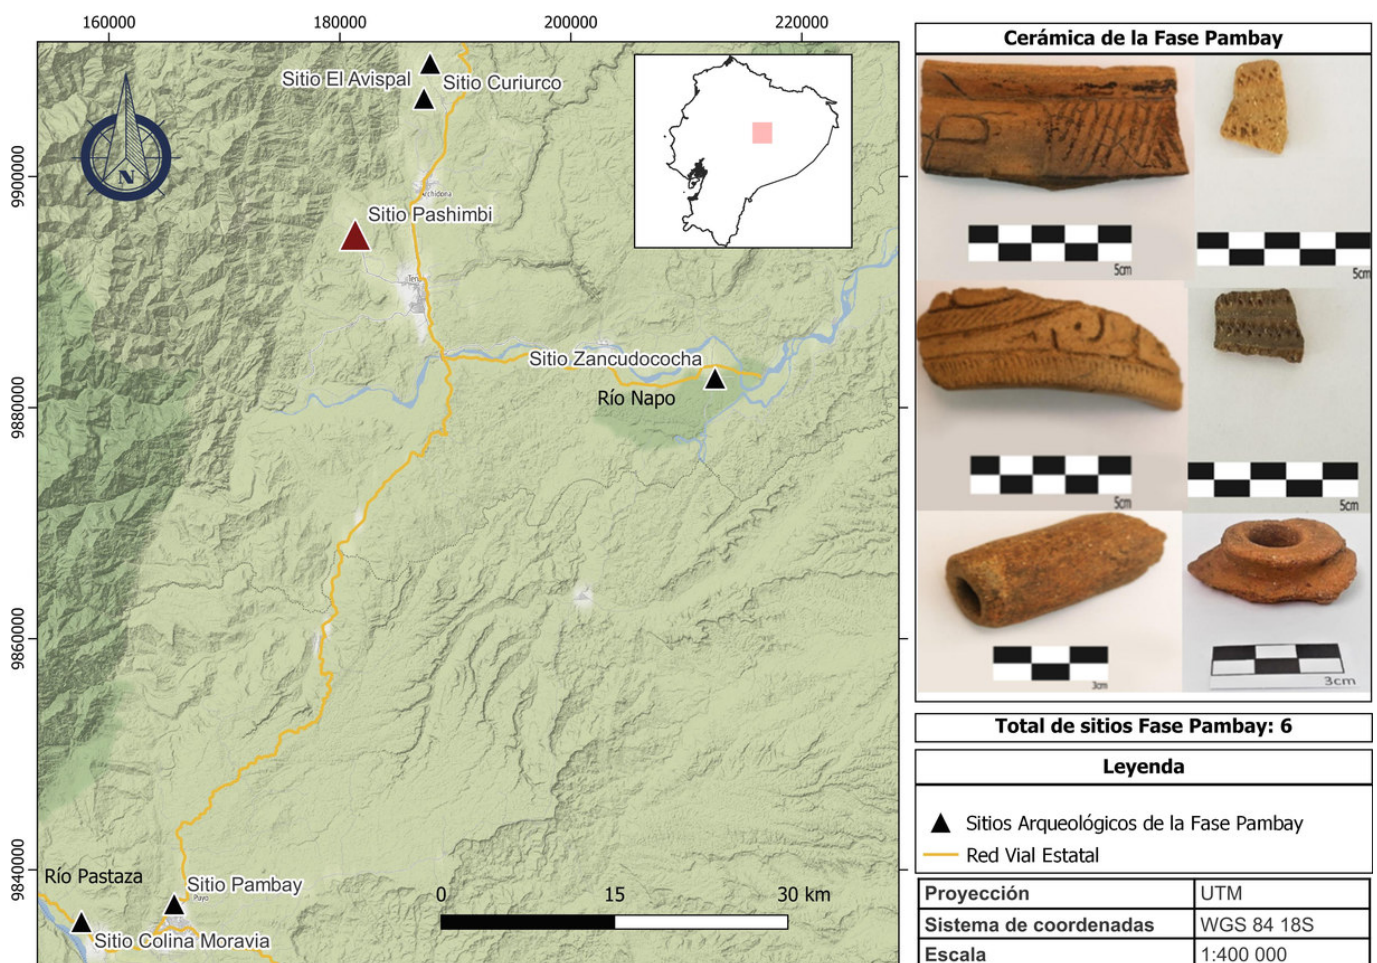 160000
180000
200000
220000
9900000
9880000
9860000
9840000
Sitio El Avispal
Sitio Curiurco
Archidona
Sitio Pashimbi
Tena
Sitio Zancudococha
Río Napo
Río Pastaza
Sitio Pambay
Puyo
Sitio Colina Moravia
N
0 15 30 km
Cerámica de la Fase Pambay
5cm
5cm
5cm
5cm
3cm
3cm
Total de sitios Fase Pambay: 6
Leyenda
Sitios Arqueológicos de la Fase Pambay
Red Vial Estatal
Proyección UTM
Sistema de coordenadas WGS 84 18S
Escala 1:400 000